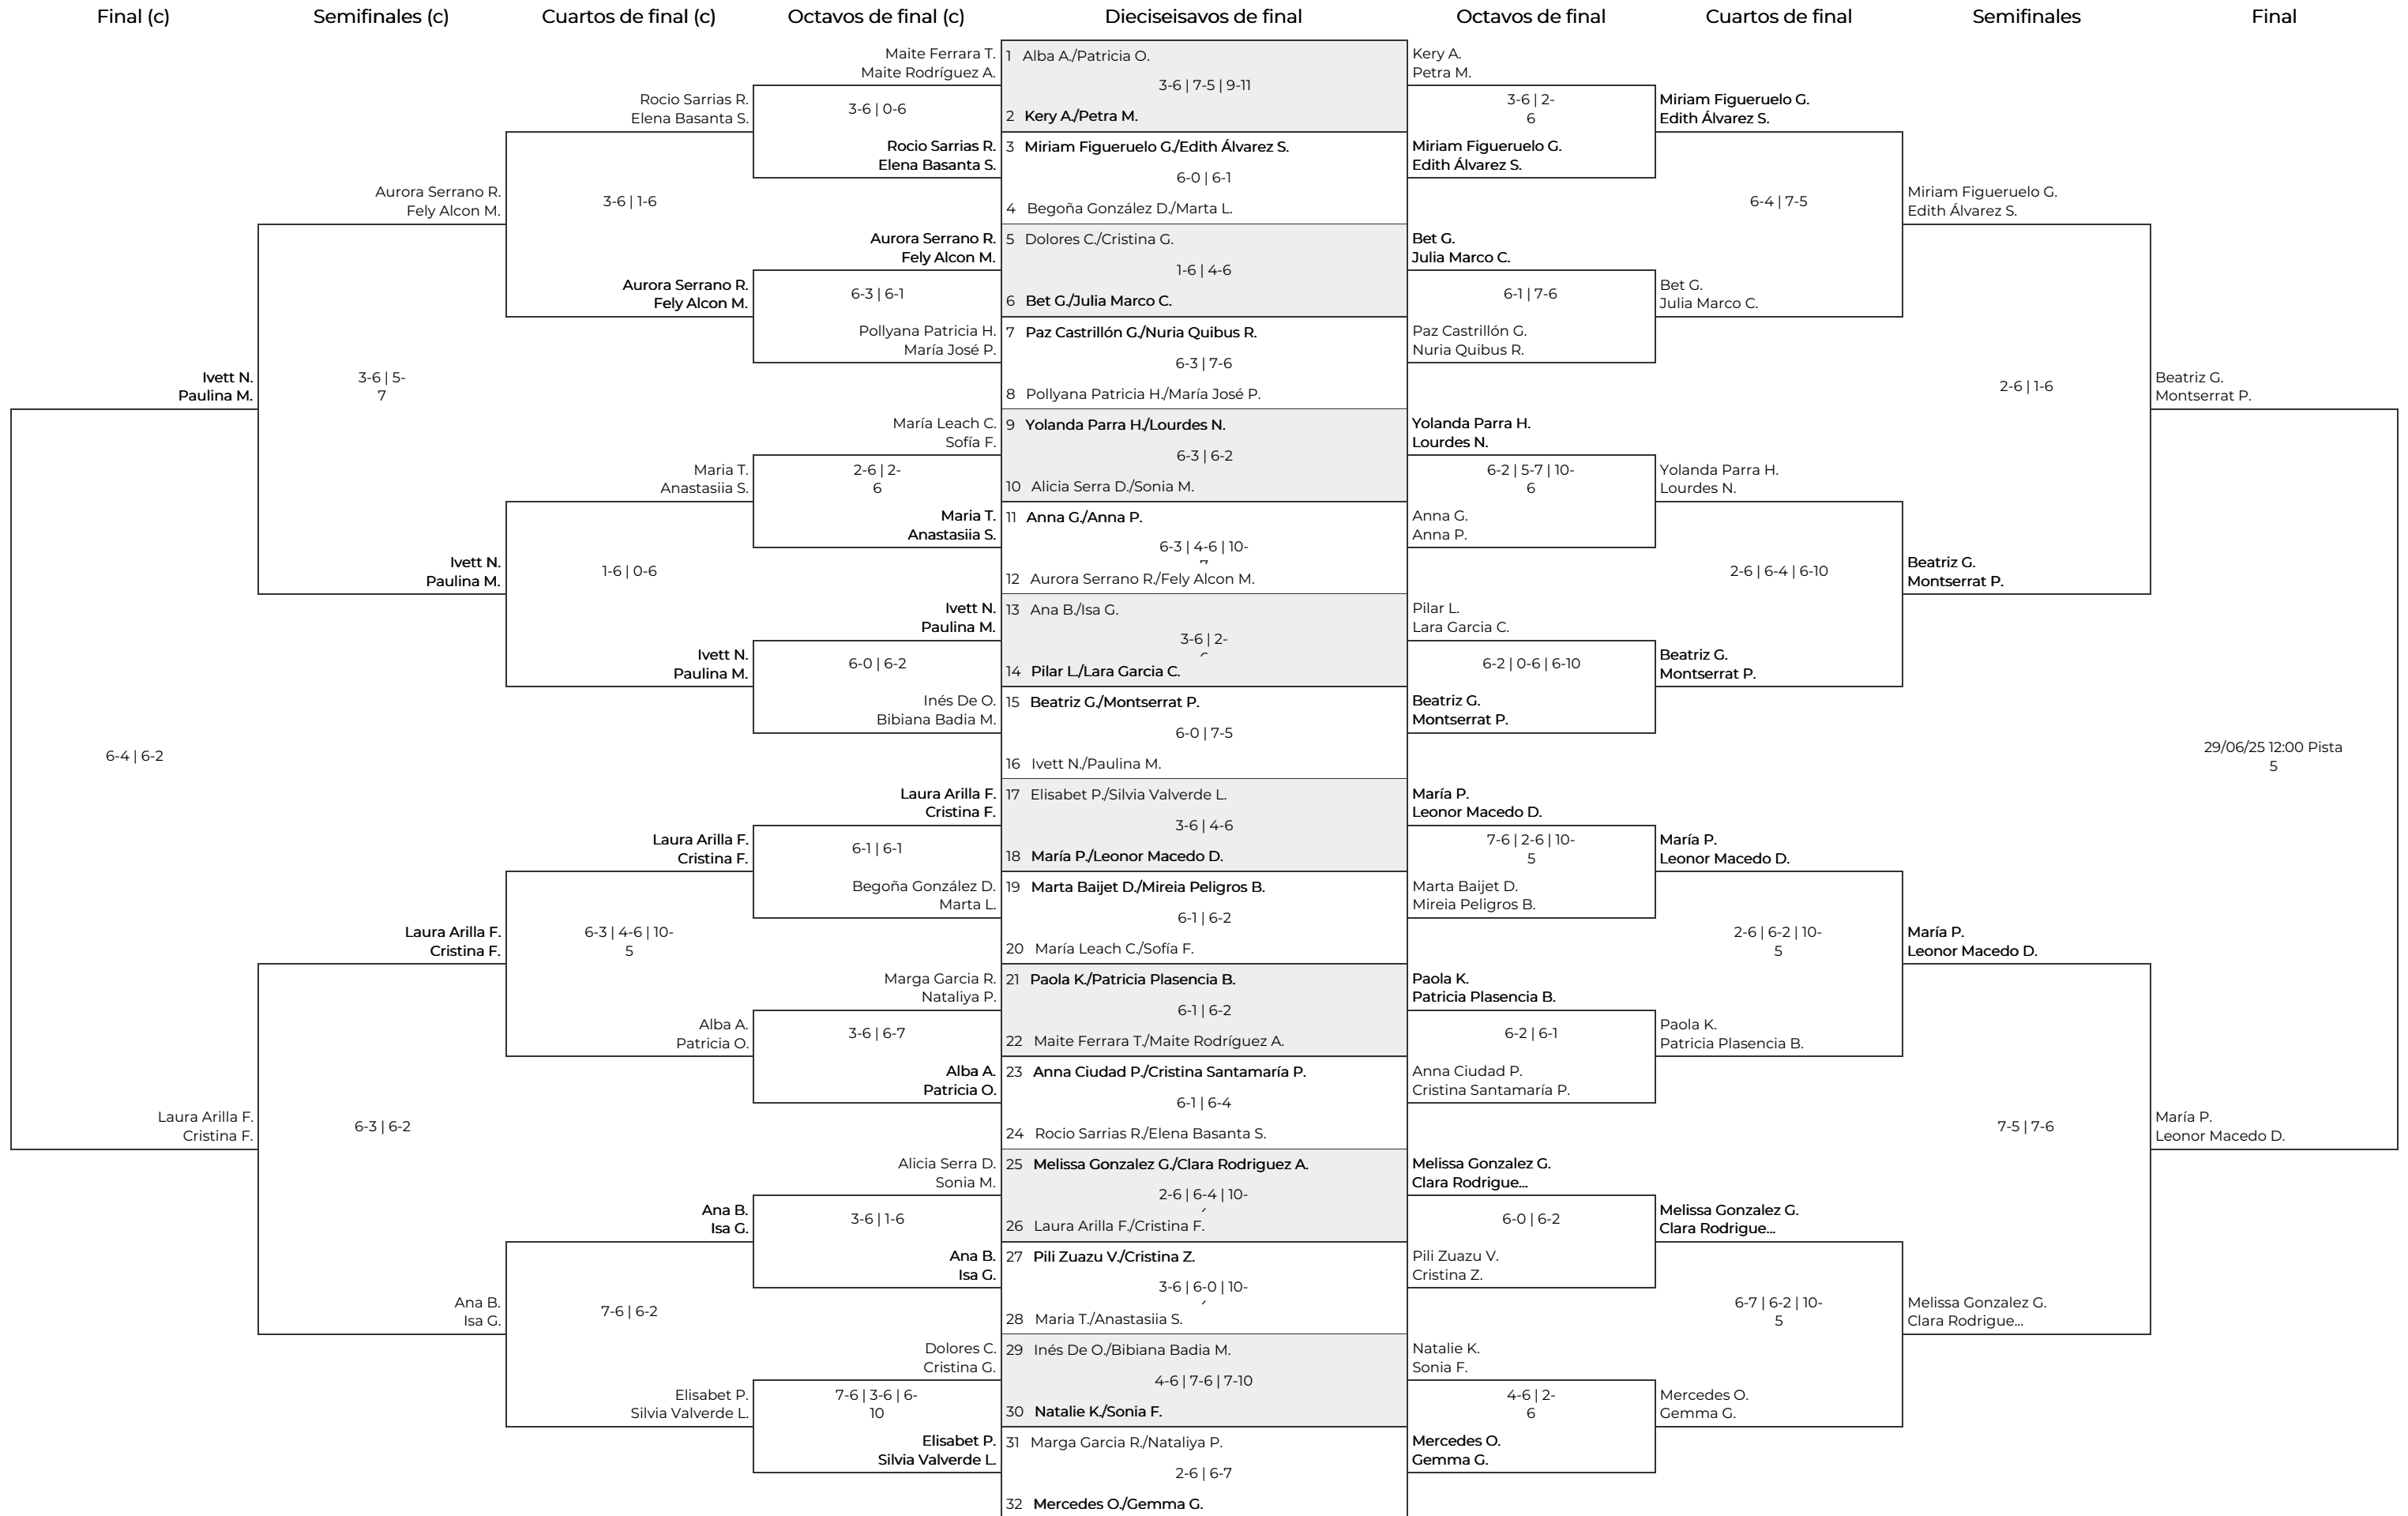 Final (c)
Semifinales (c)
Cuartos de final (c)
Octavos de final (c)
Dieciseisavos de final
Octavos de final
Cuartos de final
Semifinales
Final
Ivett N.
Paulina M.
6-4 | 6-2
Laura Arilla F.
Cristina F.
Aurora Serrano R.
Fely Alcon M.
3-6 | 5-
7
Ivett N.
Paulina M.
Laura Arilla F.
Cristina F.
6-3 | 6-2
Ana B.
Isa G.
Rocio Sarrias R.
Elena Basanta S.
3-6 | 1-6
Aurora Serrano R.
Fely Alcon M.
Maria T.
Anastasiia S.
1-6 | 0-6
Ivett N.
Paulina M.
Laura Arilla F.
Cristina F.
6-3 | 4-6 | 10-
5
Alba A.
Patricia O.
Ana B.
Isa G.
7-6 | 6-2
Elisabet P.
Silvia Valverde L.
Maite Ferrara T.
Maite Rodríguez A.
3-6 | 0-6
Rocio Sarrias R.
Elena Basanta S.
Aurora Serrano R.
Fely Alcon M.
6-3 | 6-1
Pollyana Patricia H.
María José P.
María Leach C.
Sofía F.
2-6 | 2-
6
Maria T.
Anastasiia S.
Ivett N.
Paulina M.
6-0 | 6-2
Inés De O.
Bibiana Badia M.
Laura Arilla F.
Cristina F.
6-1 | 6-1
Begoña González D.
Marta L.
Marga Garcia R.
Nataliya P.
3-6 | 6-7
Alba A.
Patricia O.
Alicia Serra D.
Sonia M.
3-6 | 1-6
Ana B.
Isa G.
Dolores C.
Cristina G.
7-6 | 3-6 | 6-
10
Elisabet P.
Silvia Valverde L.
1 Alba A./Patricia O.
3-6 | 7-5 | 9-11
2 Kery A./Petra M.
3 Miriam Figueruelo G./Edith Álvarez S.
6-0 | 6-1
4 Begoña González D./Marta L.
5 Dolores C./Cristina G.
1-6 | 4-6
6 Bet G./Julia Marco C.
7 Paz Castrillón G./Nuria Quibus R.
6-3 | 7-6
8 Pollyana Patricia H./María José P.
9 Yolanda Parra H./Lourdes N.
6-3 | 6-2
10 Alicia Serra D./Sonia M.
11 Anna G./Anna P.
6-3 | 4-6 | 10-
12 Aurora Serrano R./Fely Alcon M.
13 Ana B./Isa G.
3-6 | 2-
14 Pilar L./Lara Garcia C.
15 Beatriz G./Montserrat P.
6-0 | 7-5
16 Ivett N./Paulina M.
17 Elisabet P./Silvia Valverde L.
3-6 | 4-6
18 María P./Leonor Macedo D.
19 Marta Baijet D./Mireia Peligros B.
6-1 | 6-2
20 María Leach C./Sofía F.
21 Paola K./Patricia Plasencia B.
6-1 | 6-2
22 Maite Ferrara T./Maite Rodríguez A.
23 Anna Ciudad P./Cristina Santamaría P.
6-1 | 6-4
24 Rocio Sarrias R./Elena Basanta S.
25 Melissa Gonzalez G./Clara Rodriguez A.
2-6 | 6-4 | 10-
26 Laura Arilla F./Cristina F.
27 Pili Zuazu V./Cristina Z.
3-6 | 6-0 | 10-
28 Maria T./Anastasiia S.
29 Inés De O./Bibiana Badia M.
4-6 | 7-6 | 7-10
30 Natalie K./Sonia F.
31 Marga Garcia R./Nataliya P.
2-6 | 6-7
32 Mercedes O./Gemma G.
Kery A.
Petra M.
3-6 | 2-
6
Miriam Figueruelo G.
Edith Álvarez S.
Bet G.
Julia Marco C.
6-1 | 7-6
Paz Castrillón G.
Nuria Quibus R.
Yolanda Parra H.
Lourdes N.
6-2 | 5-7 | 10-
6
Anna G.
Anna P.
Pilar L.
Lara Garcia C.
6-2 | 0-6 | 6-10
Beatriz G.
Montserrat P.
María P.
Leonor Macedo D.
7-6 | 2-6 | 10-
5
Marta Baijet D.
Mireia Peligros B.
Paola K.
Patricia Plasencia B.
6-2 | 6-1
Anna Ciudad P.
Cristina Santamaría P.
Melissa Gonzalez G.
Clara Rodrigue...
6-0 | 6-2
Pili Zuazu V.
Cristina Z.
Natalie K.
Sonia F.
4-6 | 2-
6
Mercedes O.
Gemma G.
Miriam Figueruelo G.
Edith Álvarez S.
6-4 | 7-5
Bet G.
Julia Marco C.
Yolanda Parra H.
Lourdes N.
2-6 | 6-4 | 6-10
Beatriz G.
Montserrat P.
María P.
Leonor Macedo D.
2-6 | 6-2 | 10-
5
Paola K.
Patricia Plasencia B.
Melissa Gonzalez G.
Clara Rodrigue...
6-7 | 6-2 | 10-
5
Mercedes O.
Gemma G.
Miriam Figueruelo G.
Edith Álvarez S.
2-6 | 1-6
Beatriz G.
Montserrat P.
María P.
Leonor Macedo D.
7-5 | 7-6
Melissa Gonzalez G.
Clara Rodrigue...
Beatriz G.
Montserrat P.
29/06/25 12:00 Pista
5
María P.
Leonor Macedo D.